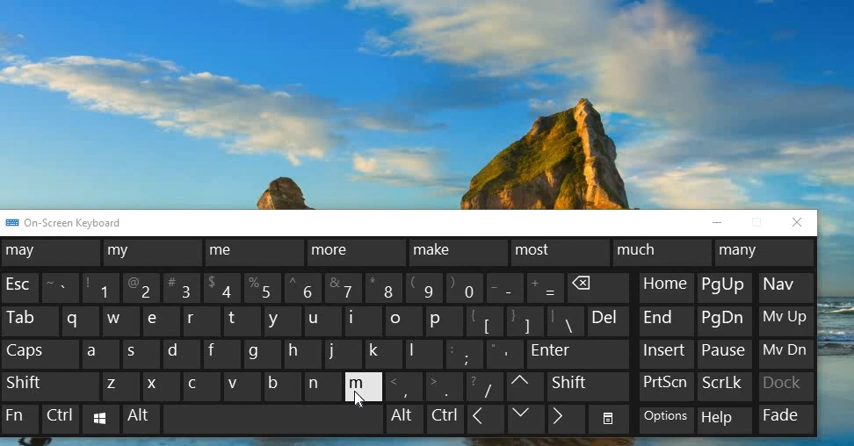 On-Screen Keyboard
may my me more make most much many
Esc ~ ` ! 1 @ 2 # 3 $ 4 % 5 ^ 6 & 7 * 8 ( 9 ) 0 _ - + = Home PgUp Nav
Tab q w e r t y u i o p { [ } ] | \ Del End PgDn Mv Up
Caps a s d f g h j k l : ; " ' Enter Insert Pause Mv Dn
Shift z x c v b n m < , > . ? / Shift PrtScn ScrLk Dock
Fn Ctrl Alt Alt Ctrl Options Help Fade